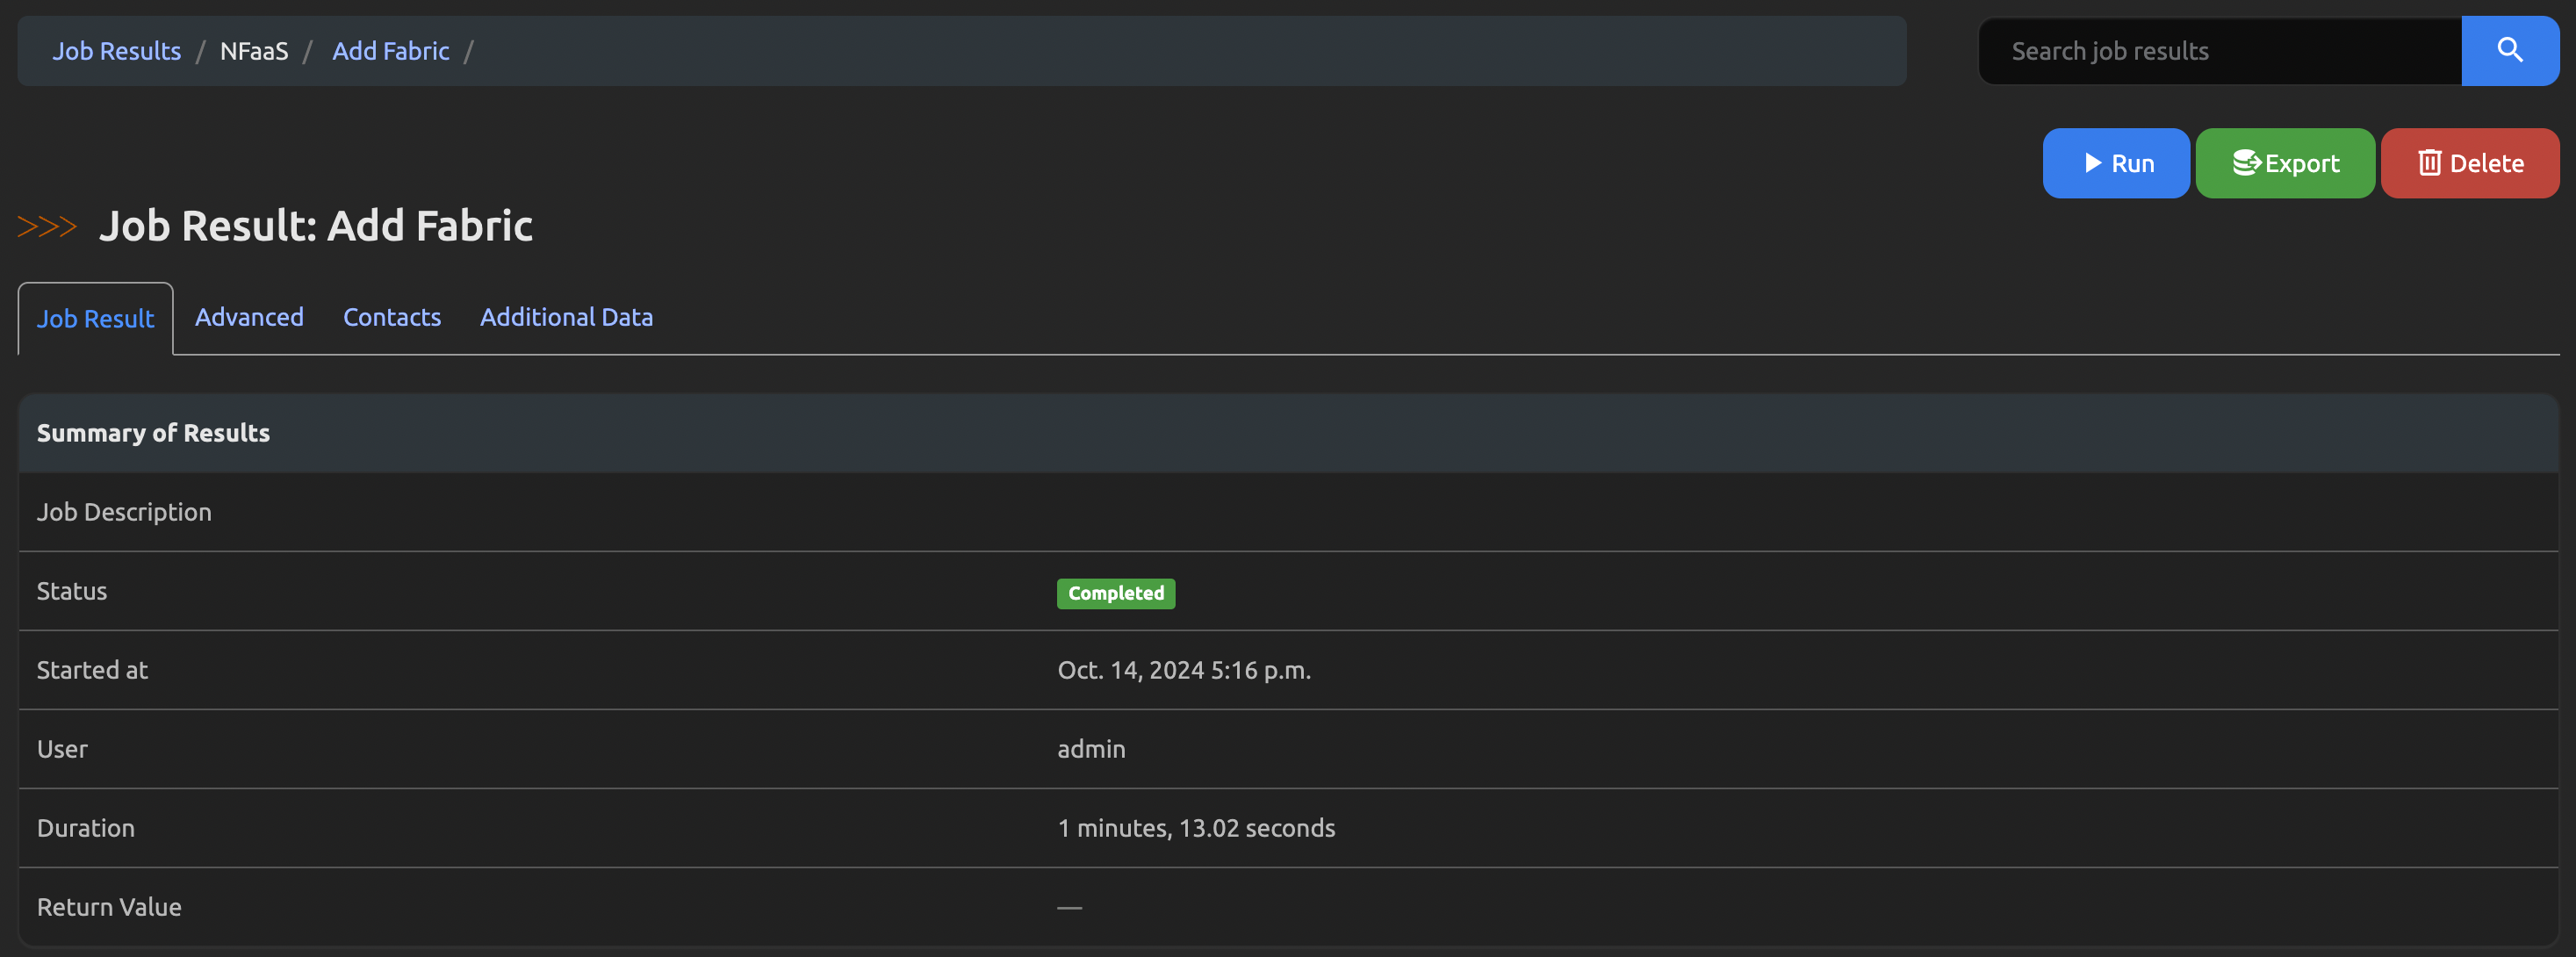 Job Results / NFaaS / Add Fabric /
Search job results
Run
Export
Delete
>>> Job Result: Add Fabric
Job Result
Advanced
Contacts
Additional Data
Summary of Results
Job Description
Status Completed
Started at Oct. 14, 2024 5:16 p.m.
User admin
Duration 1 minutes, 13.02 seconds
Return Value —